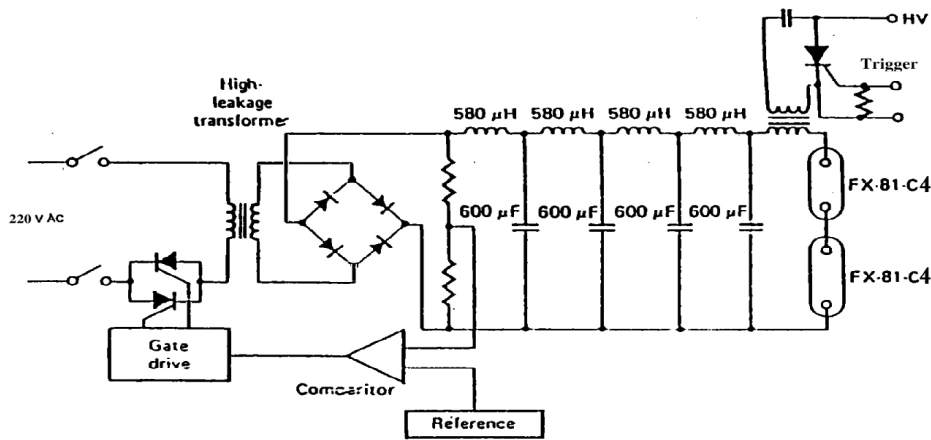 HV
Trigger
High-
leakage
transformer
580 μH 580 μH 580 μH 580 μH
FX-81-C4
220 V AC
600 μF 600 μF 600 μF 600 μF
FX-81-C4
Gate
drive
Comparitor
Reference